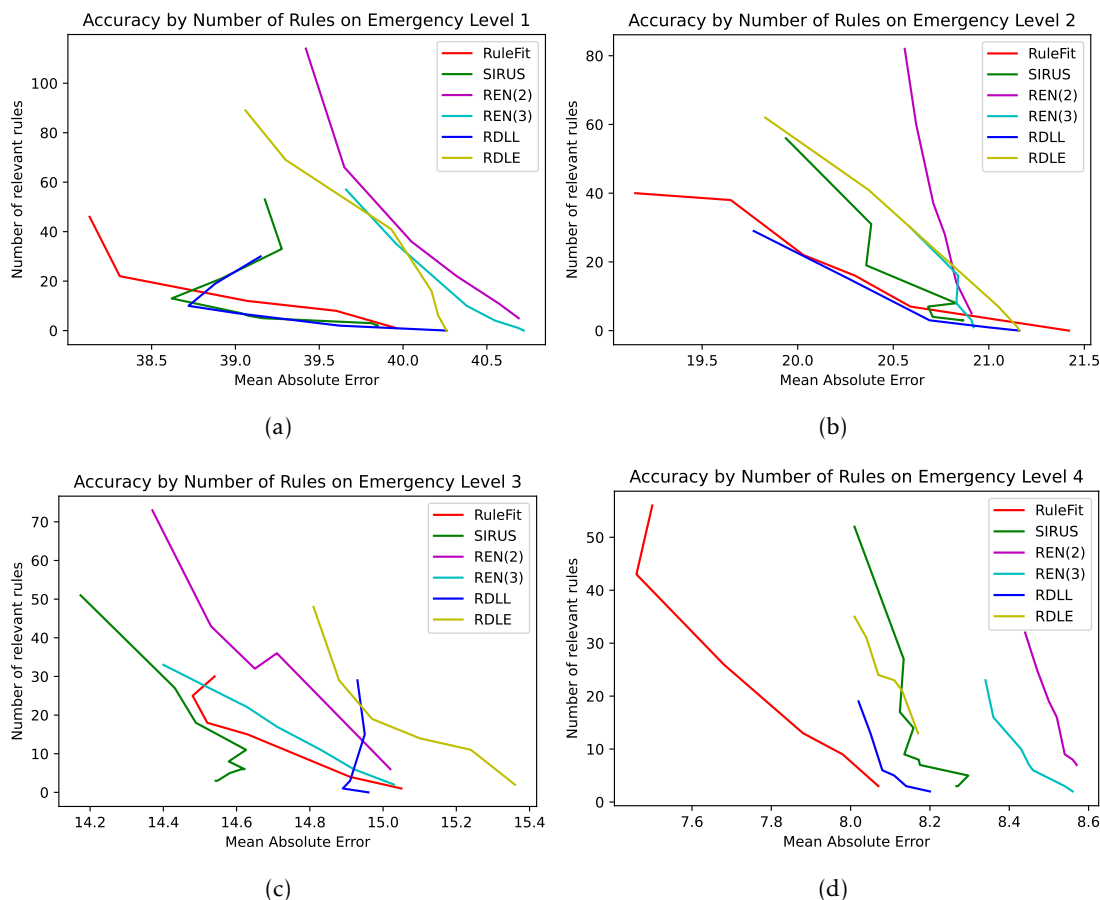 Accuracy by Number of Rules on Emergency Level 1
Number of relevant rules
100
80
60
40
20
0
38.5 39.0 39.5 40.0 40.5
Mean Absolute Error
RuleFit
SIRUS
REN(2)
REN(3)
RDLL
RDLE
(a)
Accuracy by Number of Rules on Emergency Level 2
Number of relevant rules
80
60
40
20
0
19.5 20.0 20.5 21.0 21.5
Mean Absolute Error
RuleFit
SIRUS
REN(2)
REN(3)
RDLL
RDLE
(b)
Accuracy by Number of Rules on Emergency Level 3
Number of relevant rules
70
60
50
40
30
20
10
0
14.2 14.4 14.6 14.8 15.0 15.2 15.4
Mean Absolute Error
RuleFit
SIRUS
REN(2)
REN(3)
RDLL
RDLE
(c)
Accuracy by Number of Rules on Emergency Level 4
Number of relevant rules
50
40
30
20
10
0
7.6 7.8 8.0 8.2 8.4 8.6
Mean Absolute Error
RuleFit
SIRUS
REN(2)
REN(3)
RDLL
RDLE
(d)